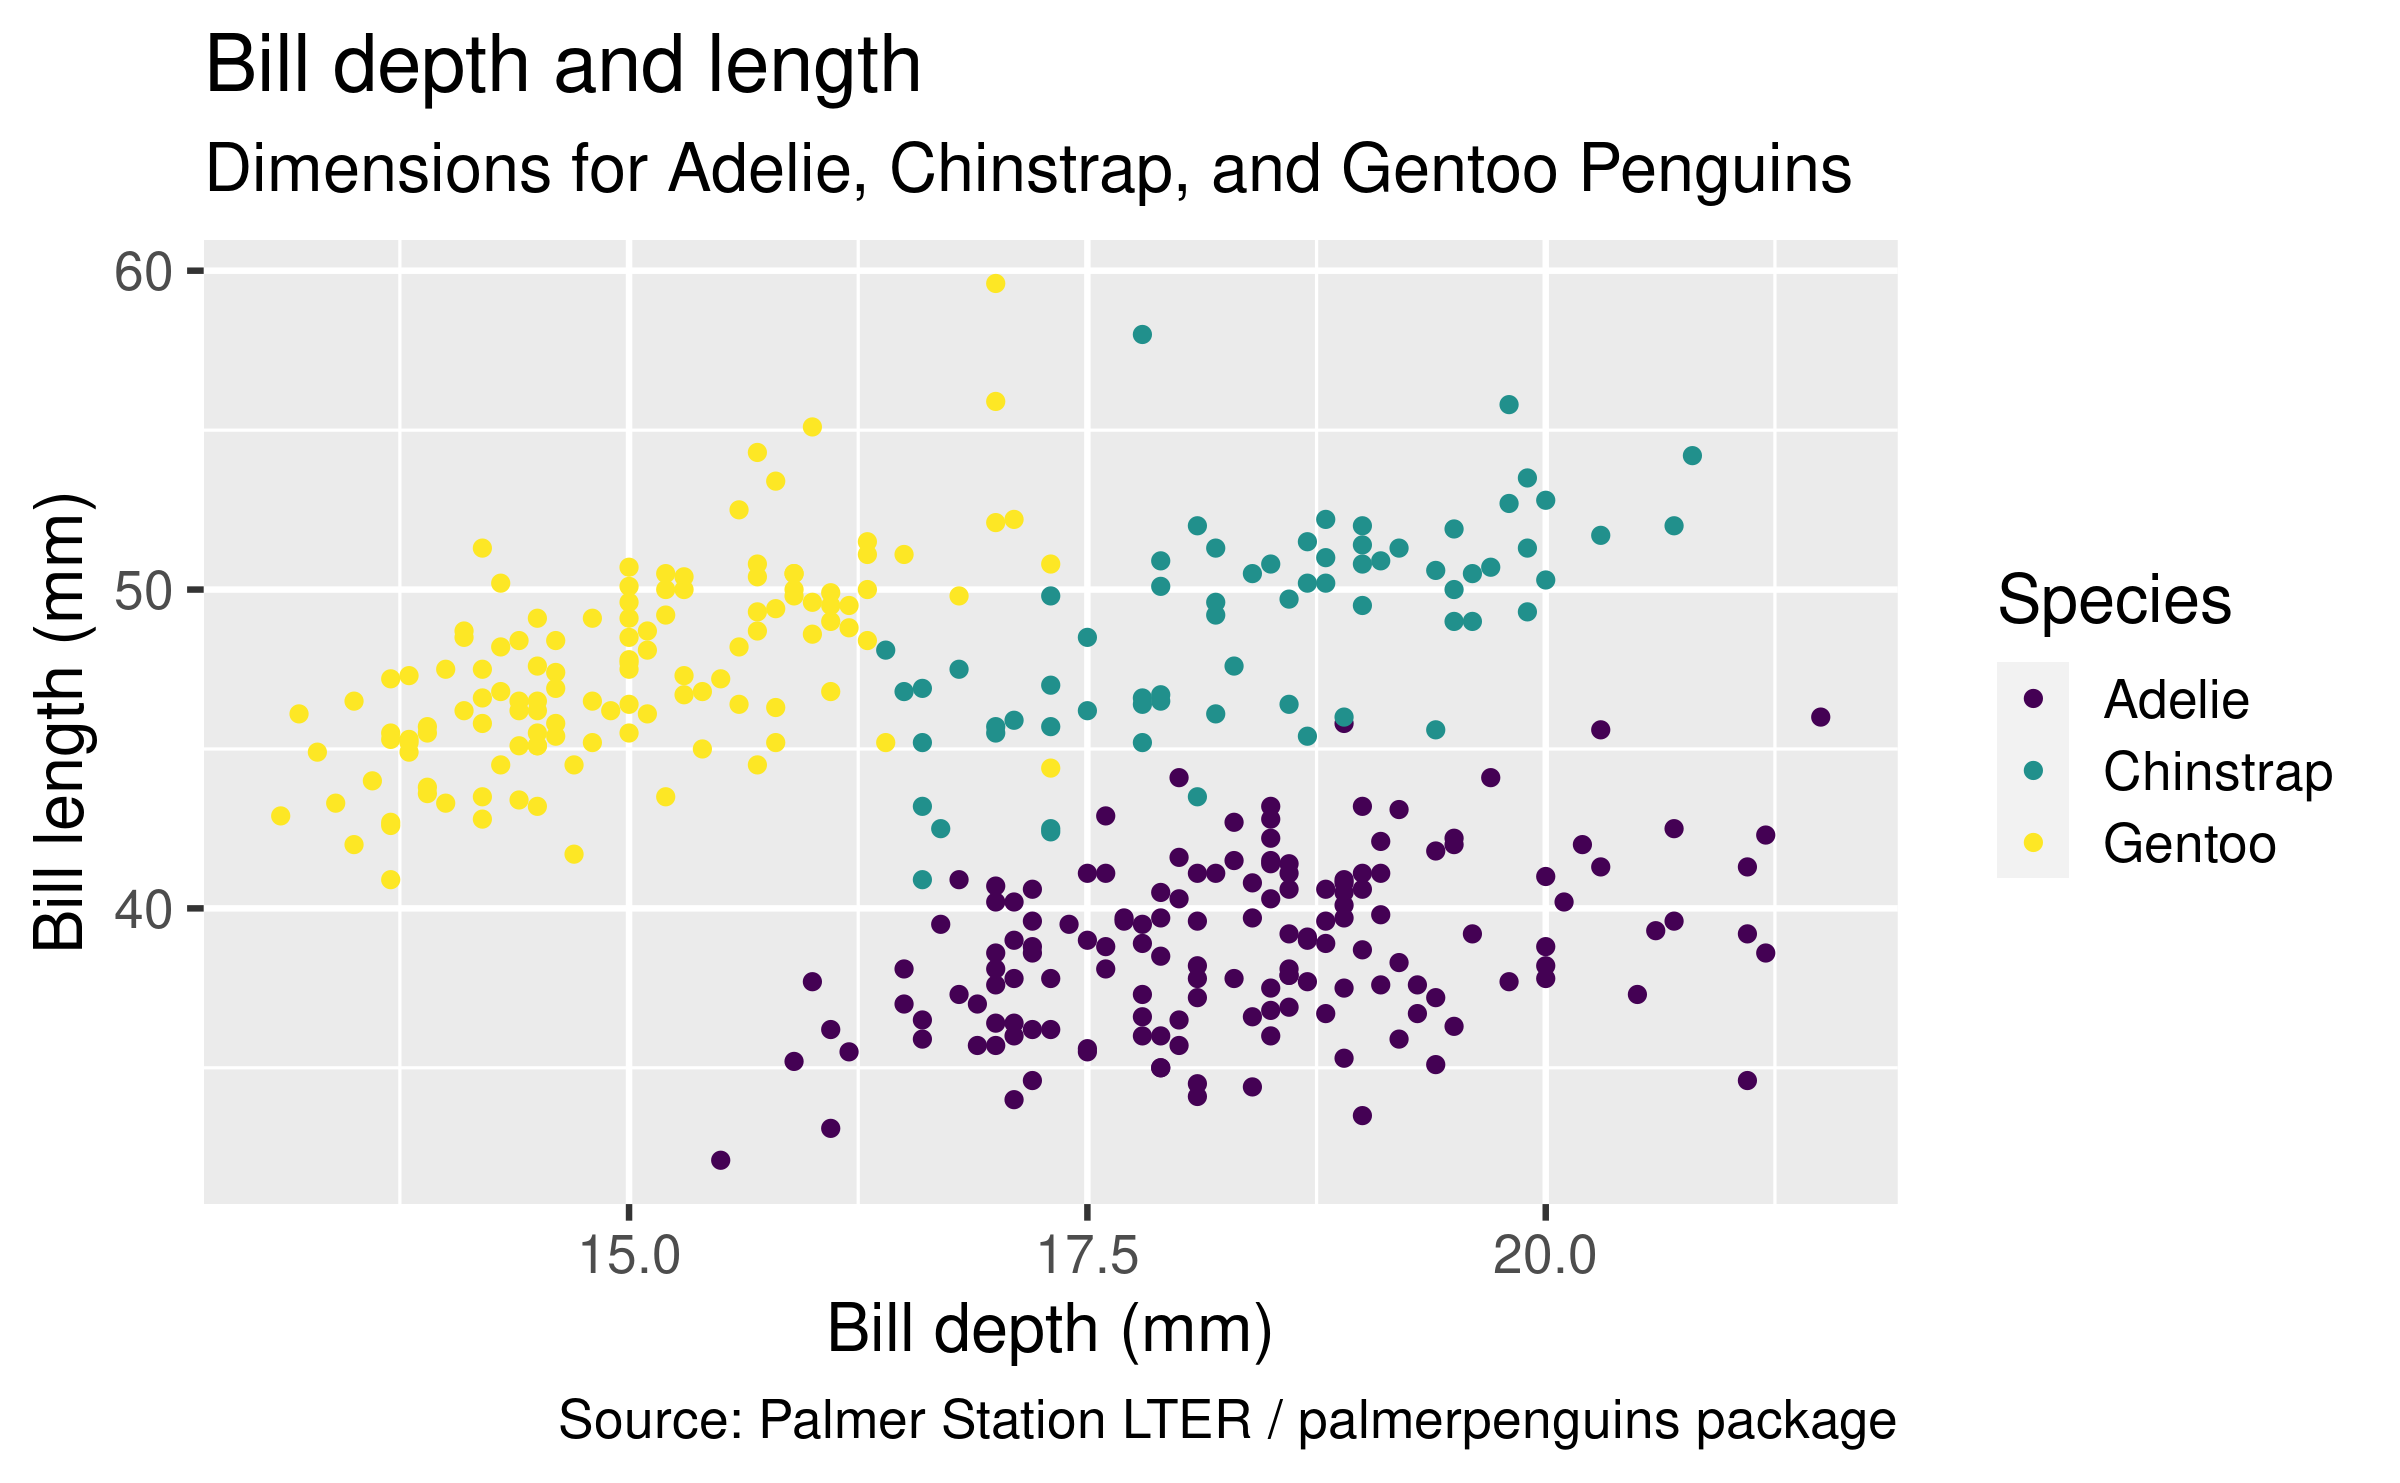 Bill depth and length
Dimensions for Adelie, Chinstrap, and Gentoo Penguins
60
50
40
Bill length (mm)
15.0 17.5 20.0
Bill depth (mm)
Species
Adelie
Chinstrap
Gentoo
Source: Palmer Station LTER / palmerpenguins package